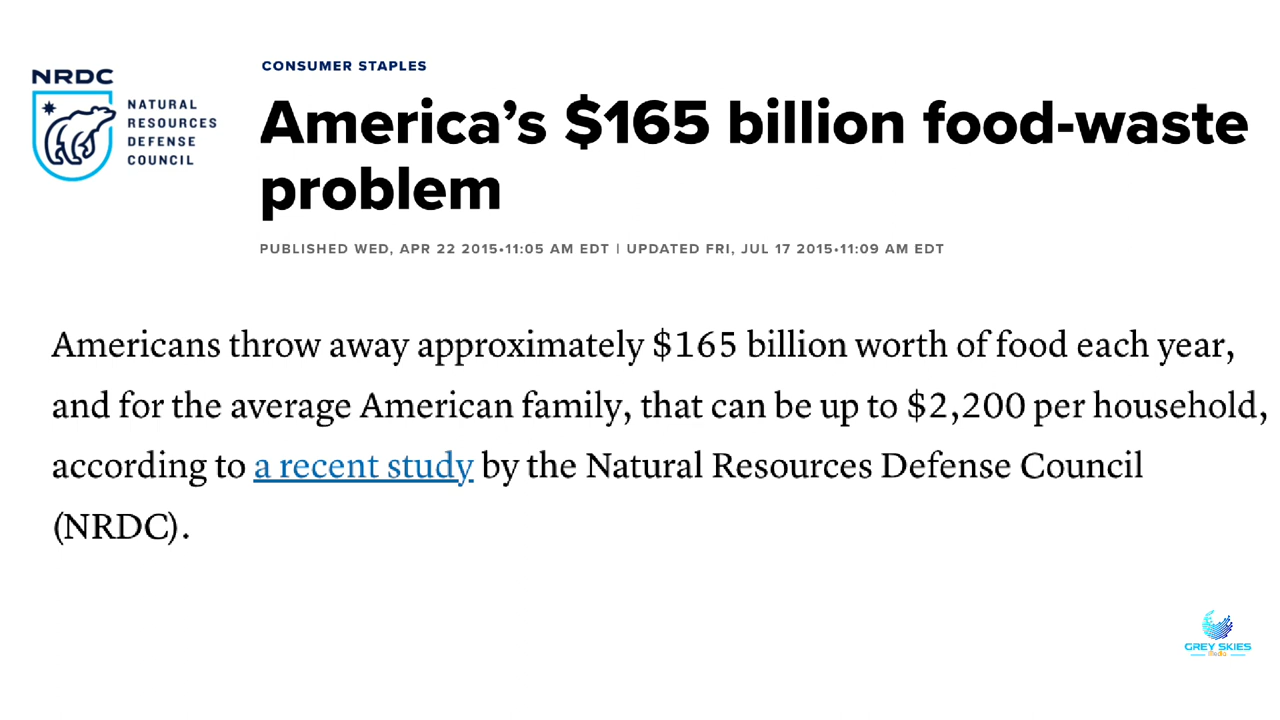 NRDC
NATURAL
RESOURCES
DEFENSE
COUNCIL
CONSUMER STAPLES
America’s $165 billion food-waste
problem
PUBLISHED WED, APR 22 2015•11:05 AM EDT | UPDATED FRI, JUL 17 2015•11:09 AM EDT
Americans throw away approximately $165 billion worth of food each year,
and for the average American family, that can be up to $2,200 per household,
according to a recent study by the Natural Resources Defense Council
(NRDC).
GREY SKIES
Media